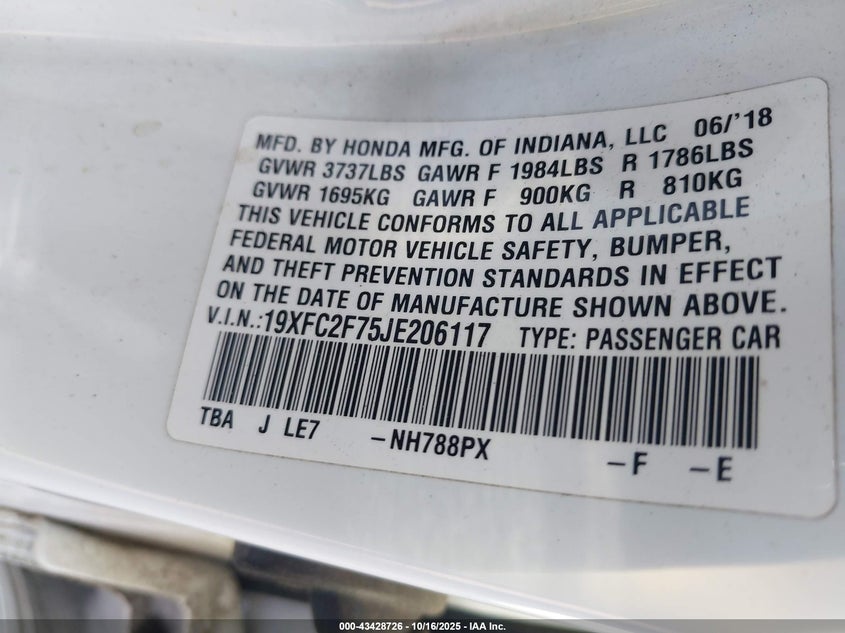 MFD. BY HONDA MFG. OF INDIANA, LLC 06/'18
GVWR 3737LBS GAWR F 1984LBS R 1786LBS
GVWR 1695KG GAWR F 900KG R 810KG
THIS VEHICLE CONFORMS TO ALL APPLICABLE
FEDERAL MOTOR VEHICLE SAFETY, BUMPER,
AND THEFT PREVENTION STANDARDS IN EFFECT
ON THE DATE OF MANUFACTURE SHOWN ABOVE.
V.I.N.:19XFC2F75JE206117 TYPE: PASSENGER CAR
TBA J LE7 -NH788PX -F -E
000-43428726 - 10/16/2025 - IAA Inc.